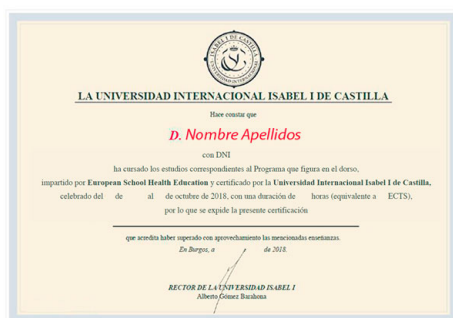 LA UNIVERSIDAD INTERNACIONAL ISABEL I DE CASTILLA
Hace constar que
D. Nombre Apellidos
con DNI
ha cursado los estudios correspondientes al Programa que figura en el dorso,
impartido por European School Health Education y certificado por la Universidad Internacional Isabel I de Castilla,
celebrado del de al de octubre de 2018, con una duración de horas (equivalente a ECTS),
por lo que se expide la presente certificación
que acredita haber superado con aprovechamiento las mencionadas enseñanzas.
En Burgos, a de 2018.
RECTOR DE LA UNIVERSIDAD ISABEL I
Alberto Gómez Barahona